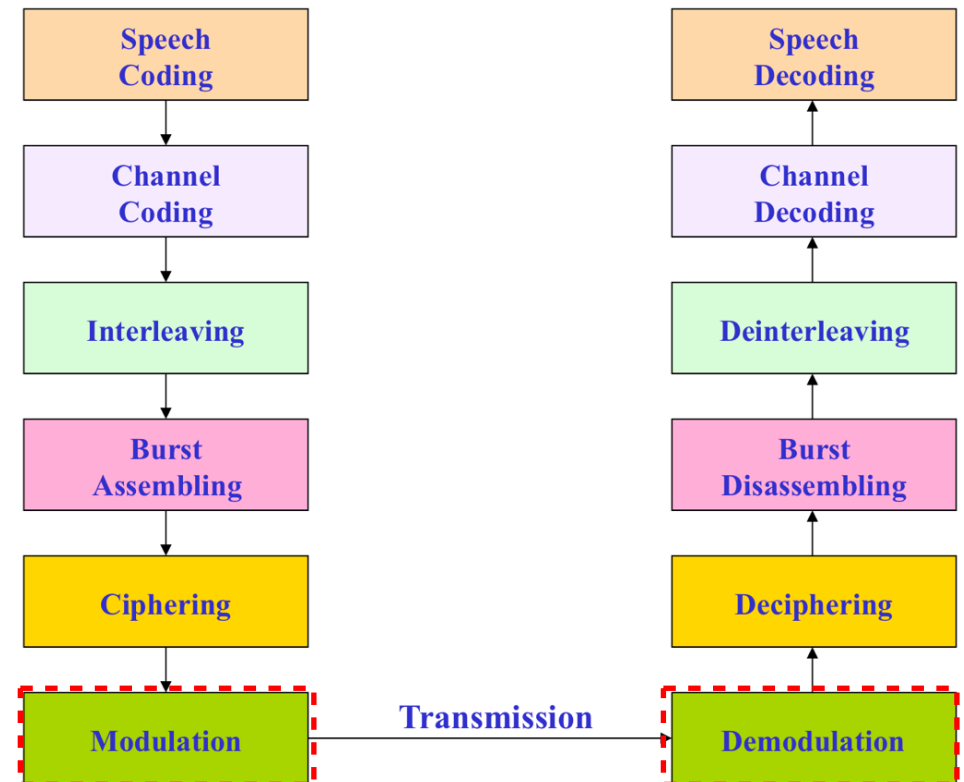 Speech
Coding
Channel
Coding
Interleaving
Burst
Assembling
Ciphering
Modulation
Transmission
Speech
Decoding
Channel
Decoding
Deinterleaving
Burst
Disassembling
Deciphering
Demodulation